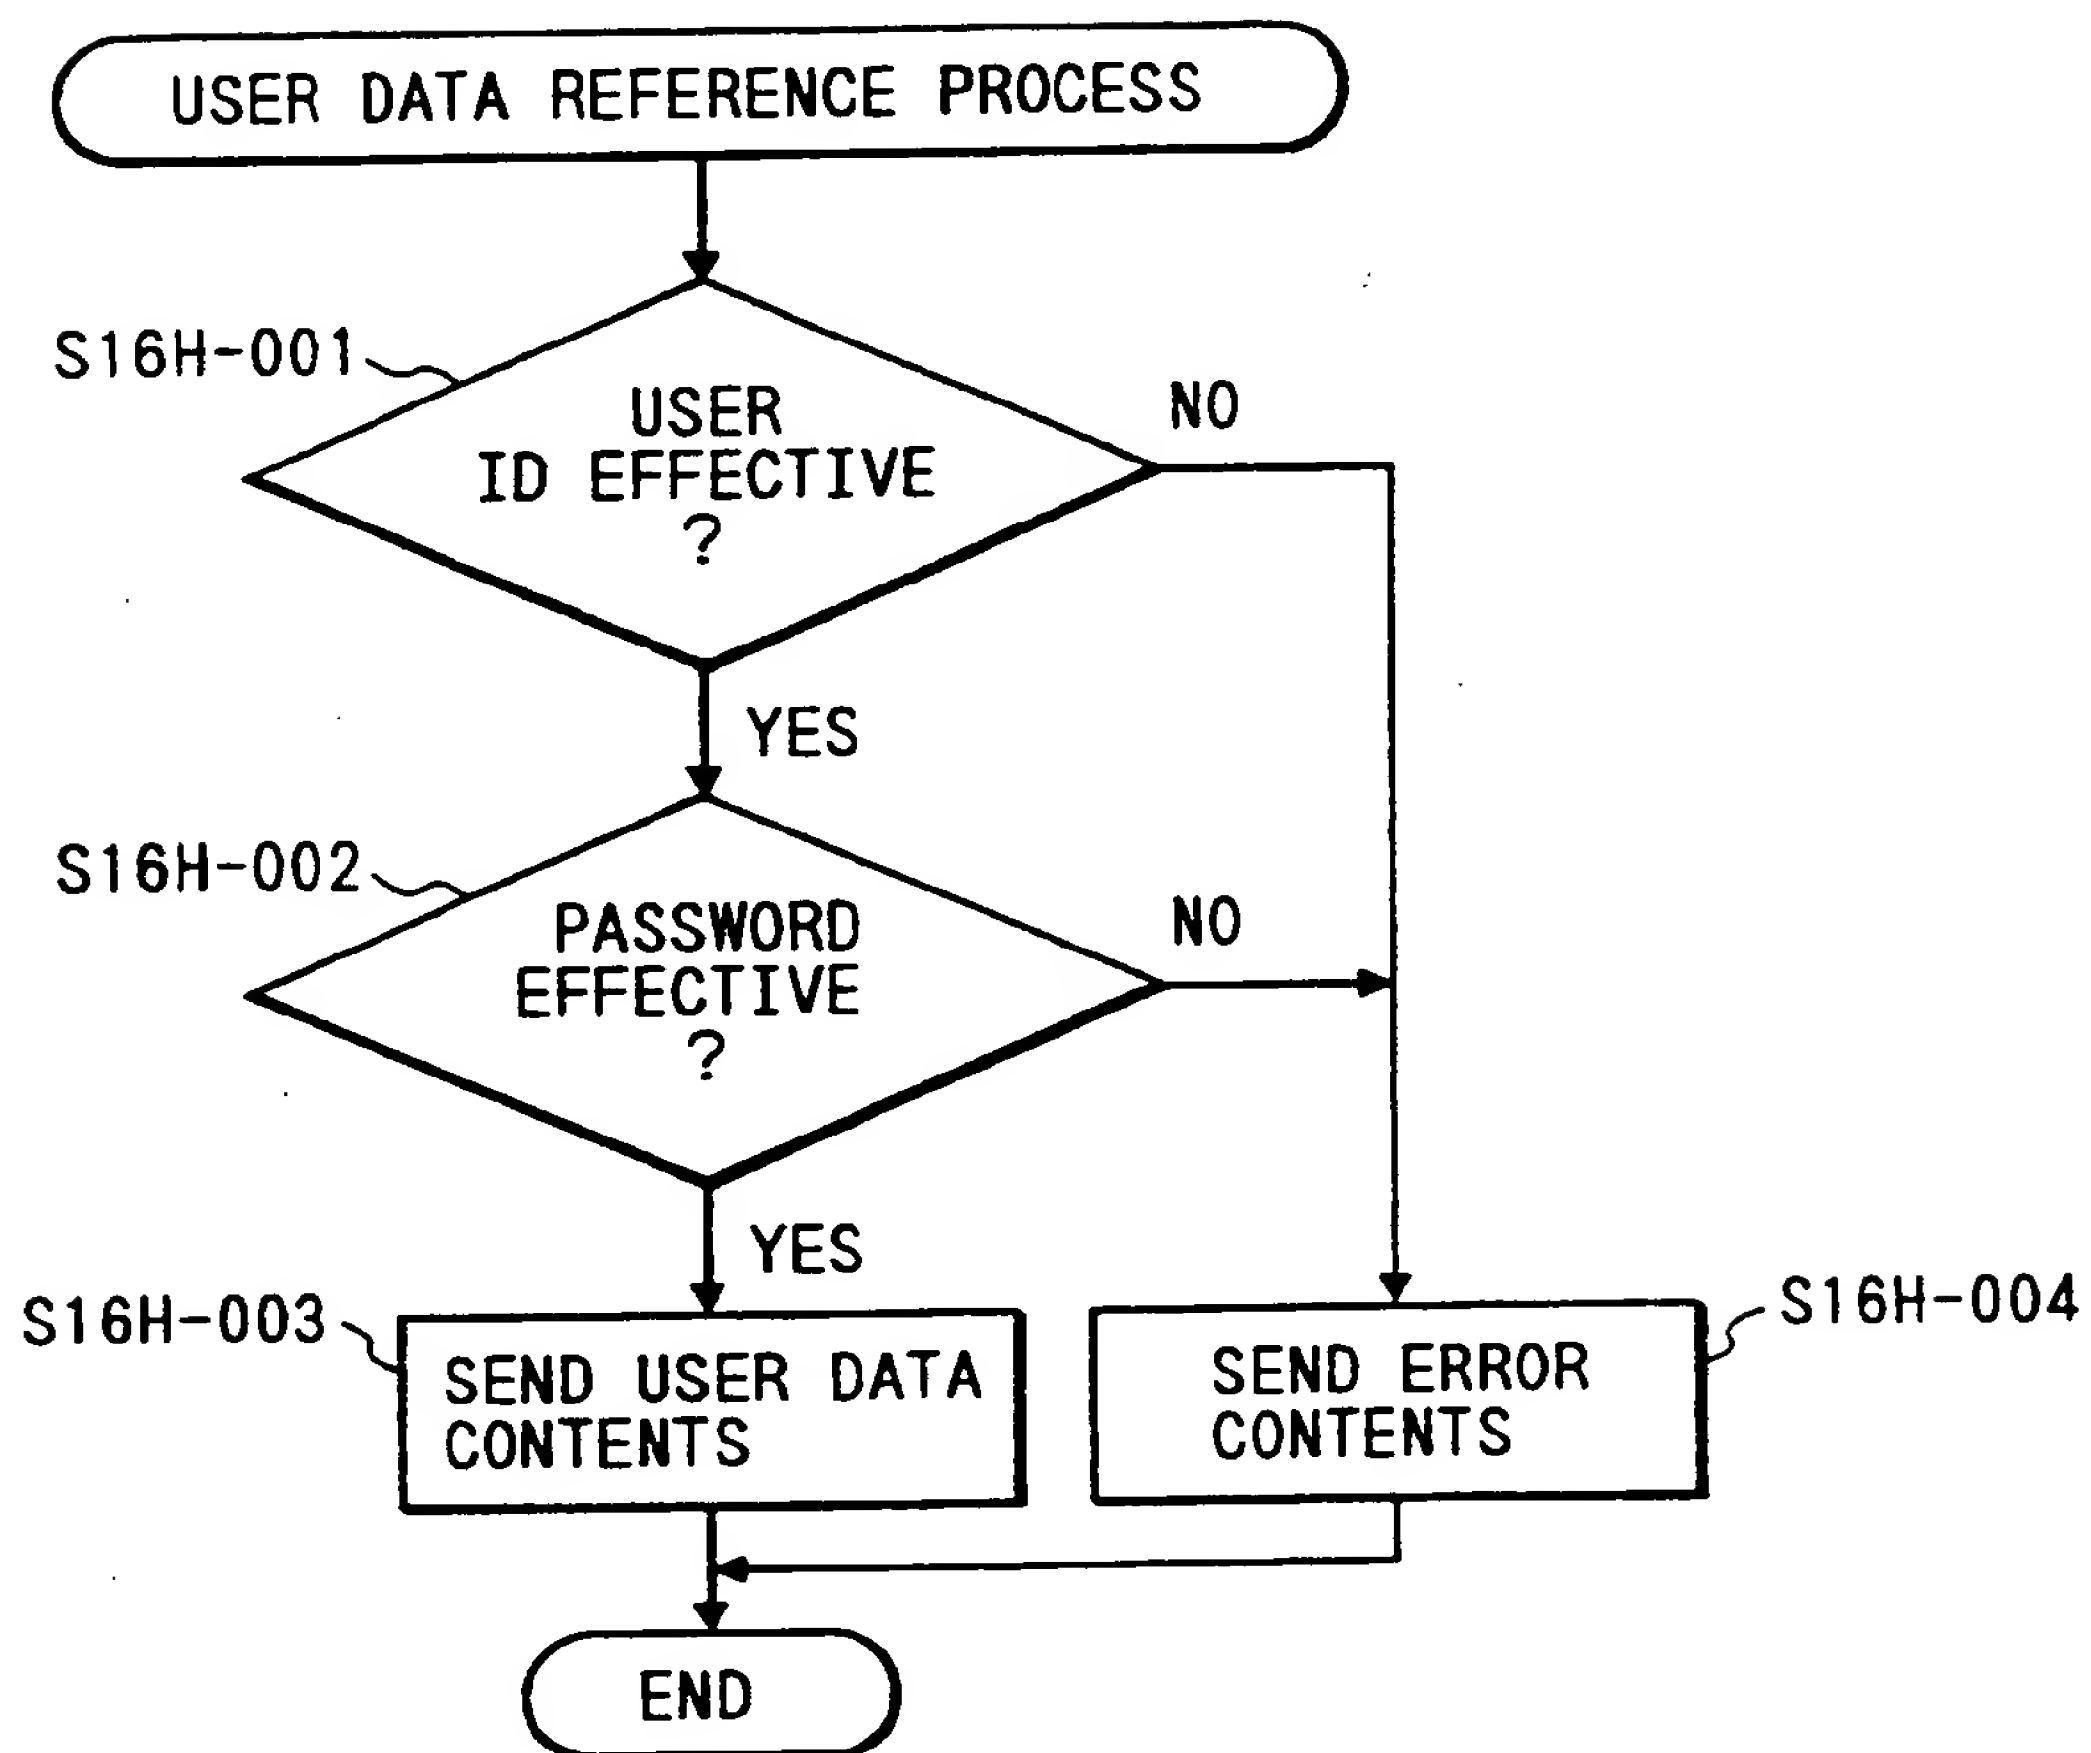 USER DATA REFERENCE PROCESS
S16H-001
USER
ID EFFECTIVE
?
NO
YES
S16H-002
PASSWORD
EFFECTIVE
?
NO
YES
S16H-003
SEND USER DATA
CONTENTS
SEND ERROR
CONTENTS
S16H-004
END